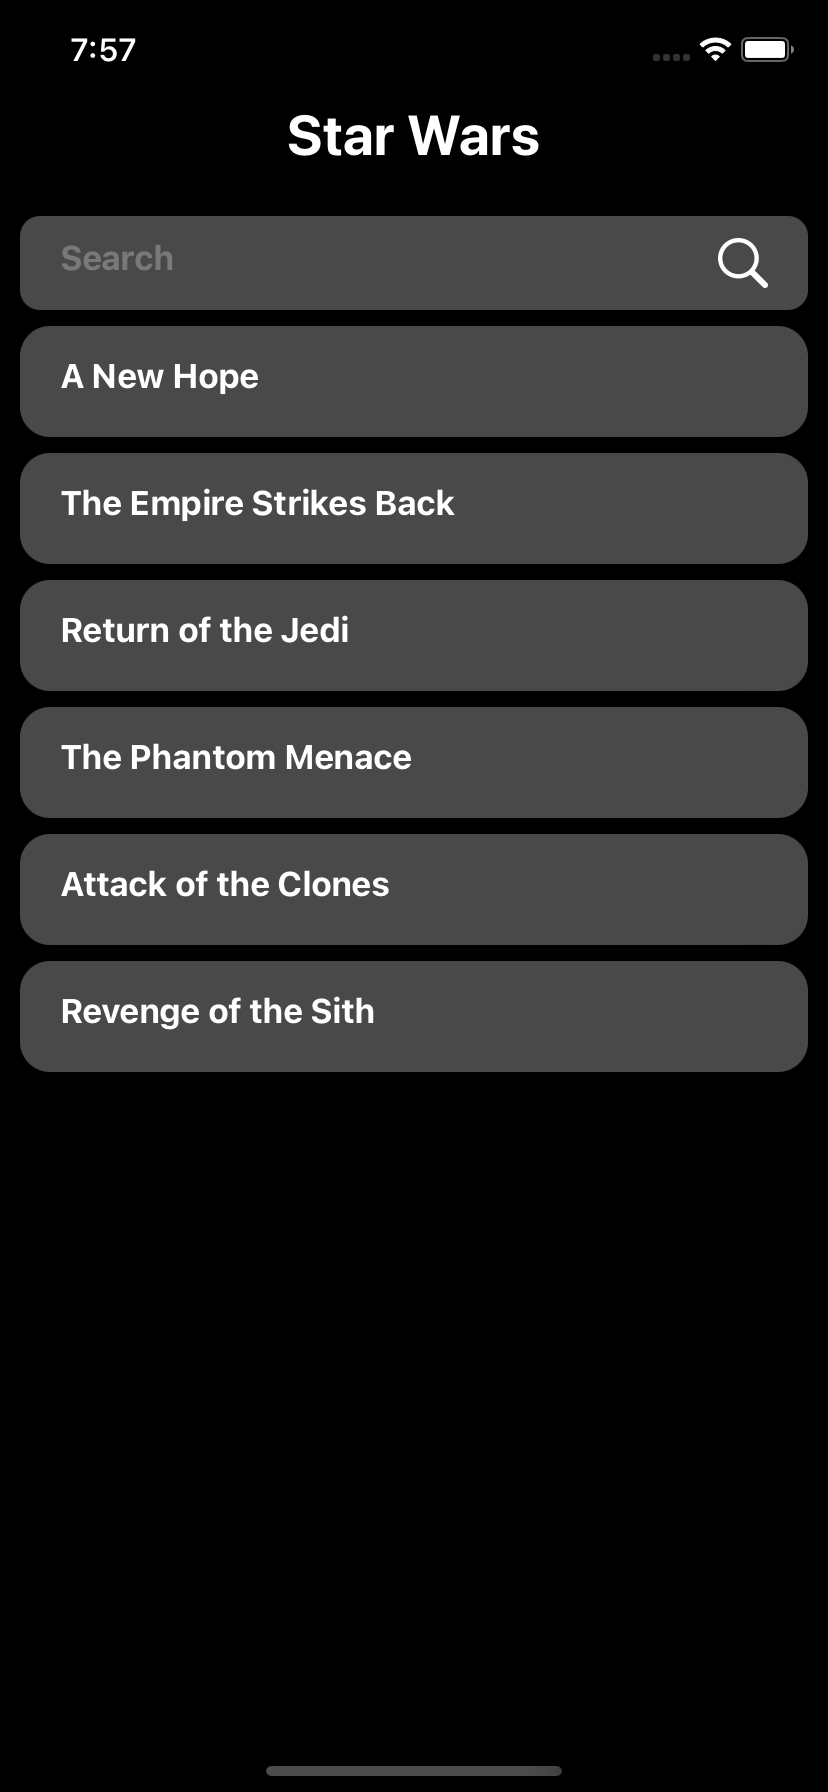 7:57
Star Wars
Search
A New Hope
The Empire Strikes Back
Return of the Jedi
The Phantom Menace
Attack of the Clones
Revenge of the Sith